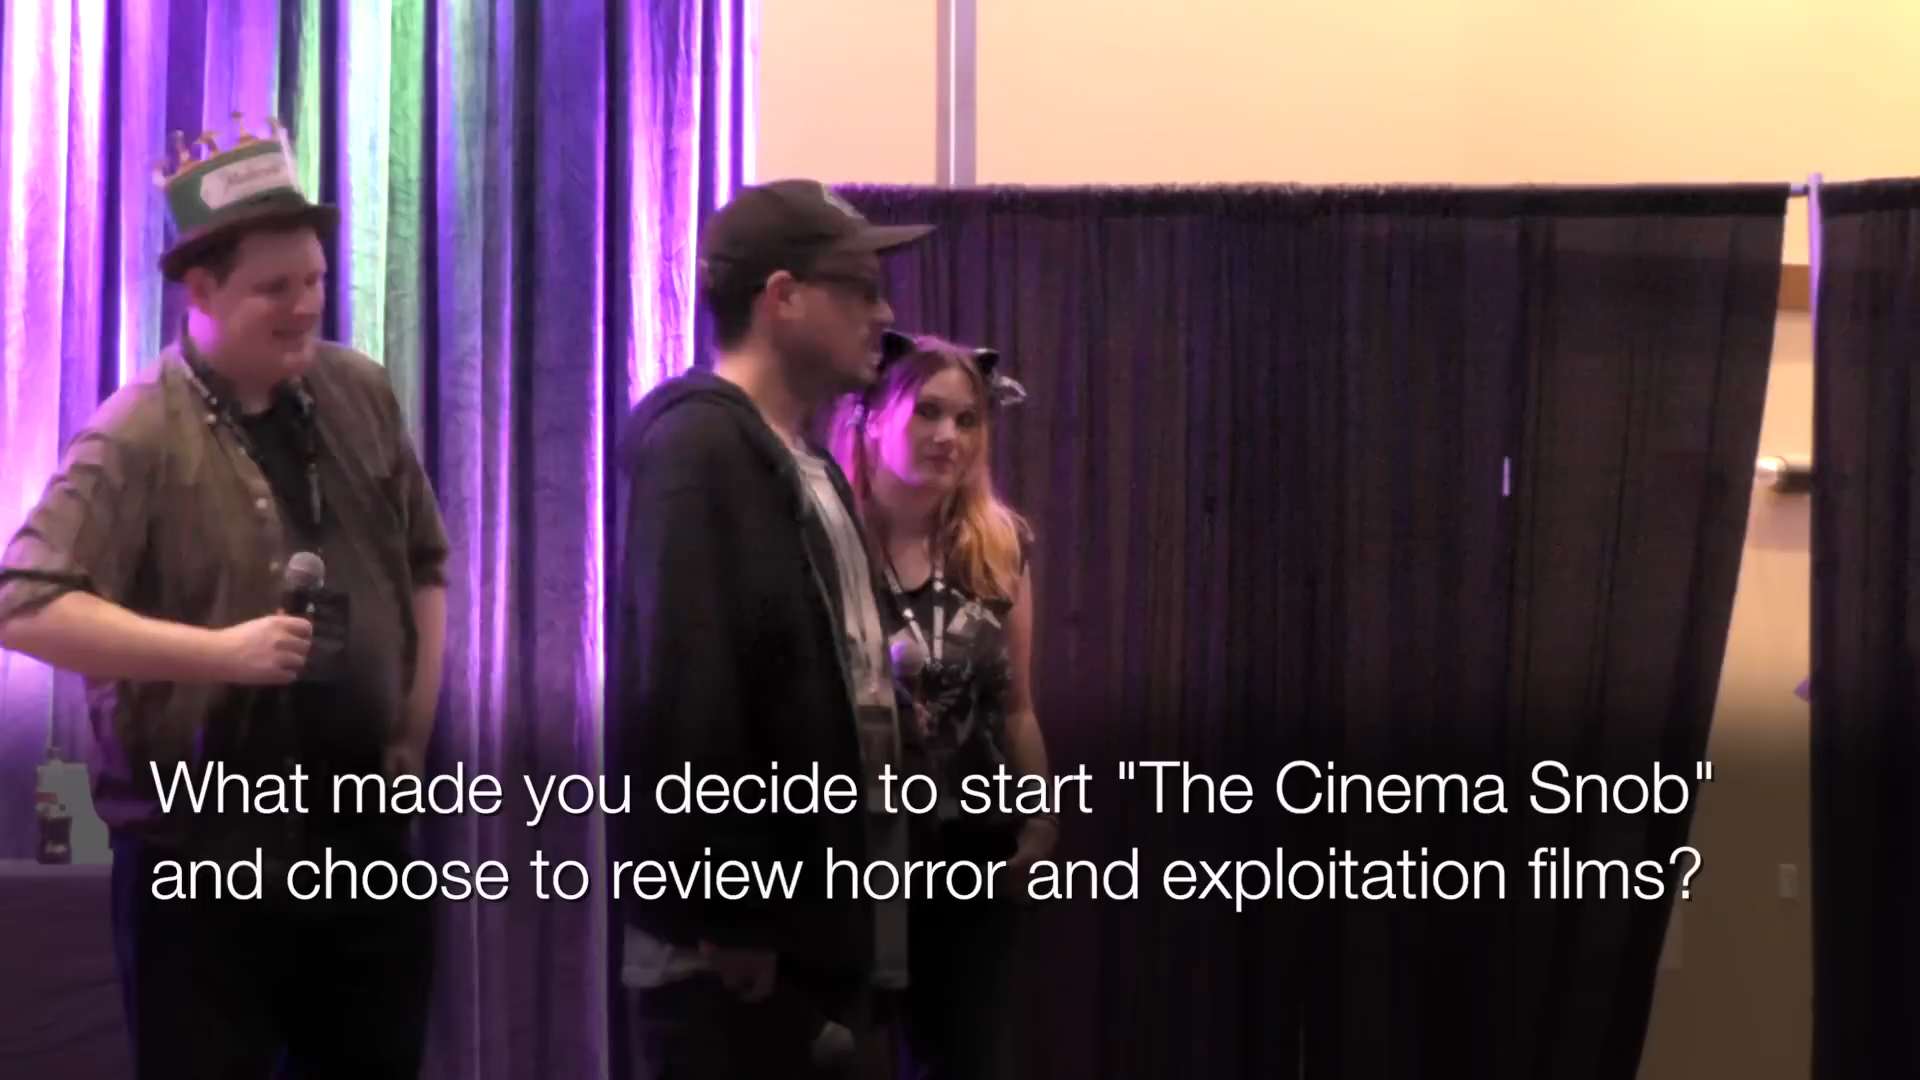 What made you decide to start "The Cinema Snob"
and choose to review horror and exploitation films?